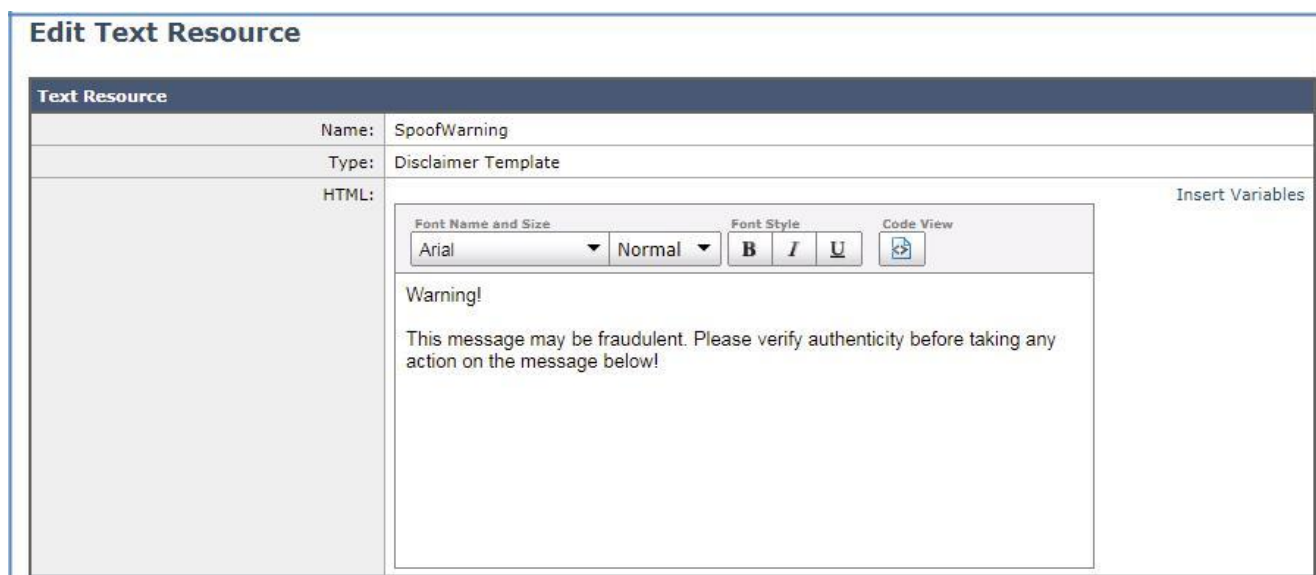 Edit Text Resource
Text Resource
Name: SpoofWarning
Type: Disclaimer Template
HTML: Insert Variables
Font Name and Size Font Style Code View
Arial Normal B I U
Warning!
This message may be fraudulent. Please verify authenticity before taking any
action on the message below!